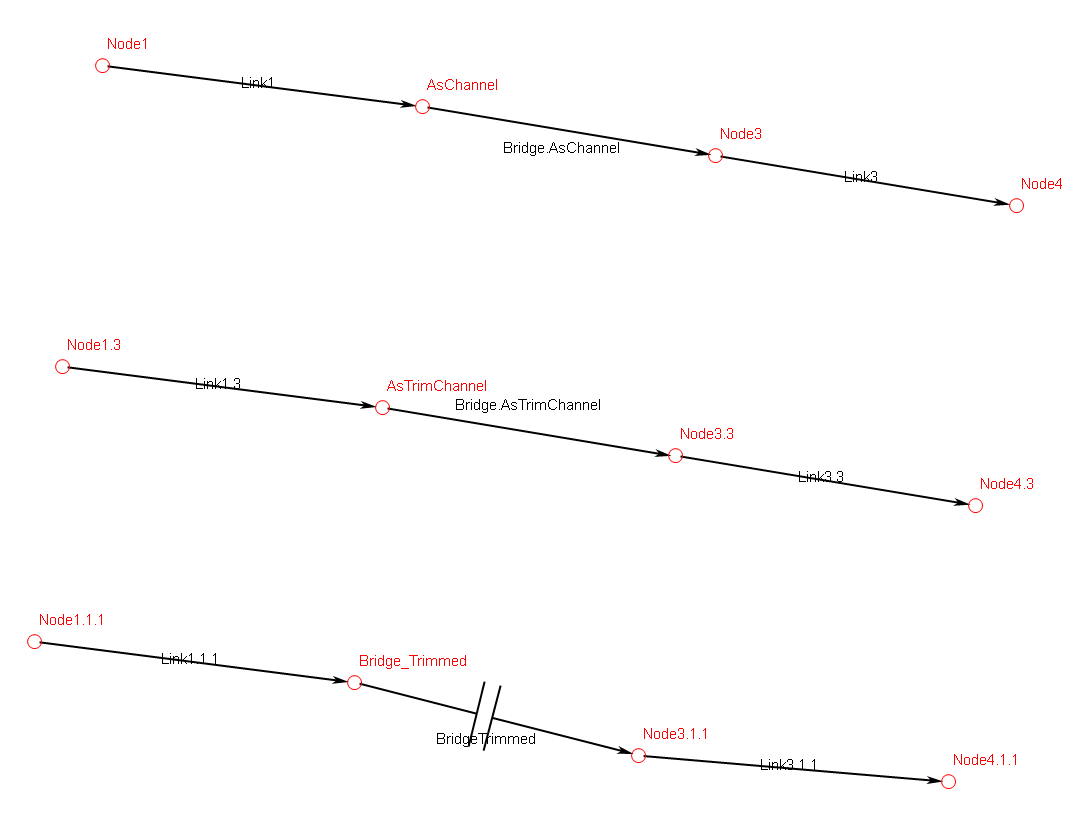 Node1
Link1
AsChannel
Bridge.AsChannel
Node3
Link3
Node4
Node1.3
Link1.3
AsTrimChannel
Bridge.AsTrimChannel
Node3.3
Link3.3
Node4.3
Node1.1.1
Link1.1.1
Bridge_Trimmed
BridgeTrimmed
Node3.1.1
Link3.1.1
Node4.1.1